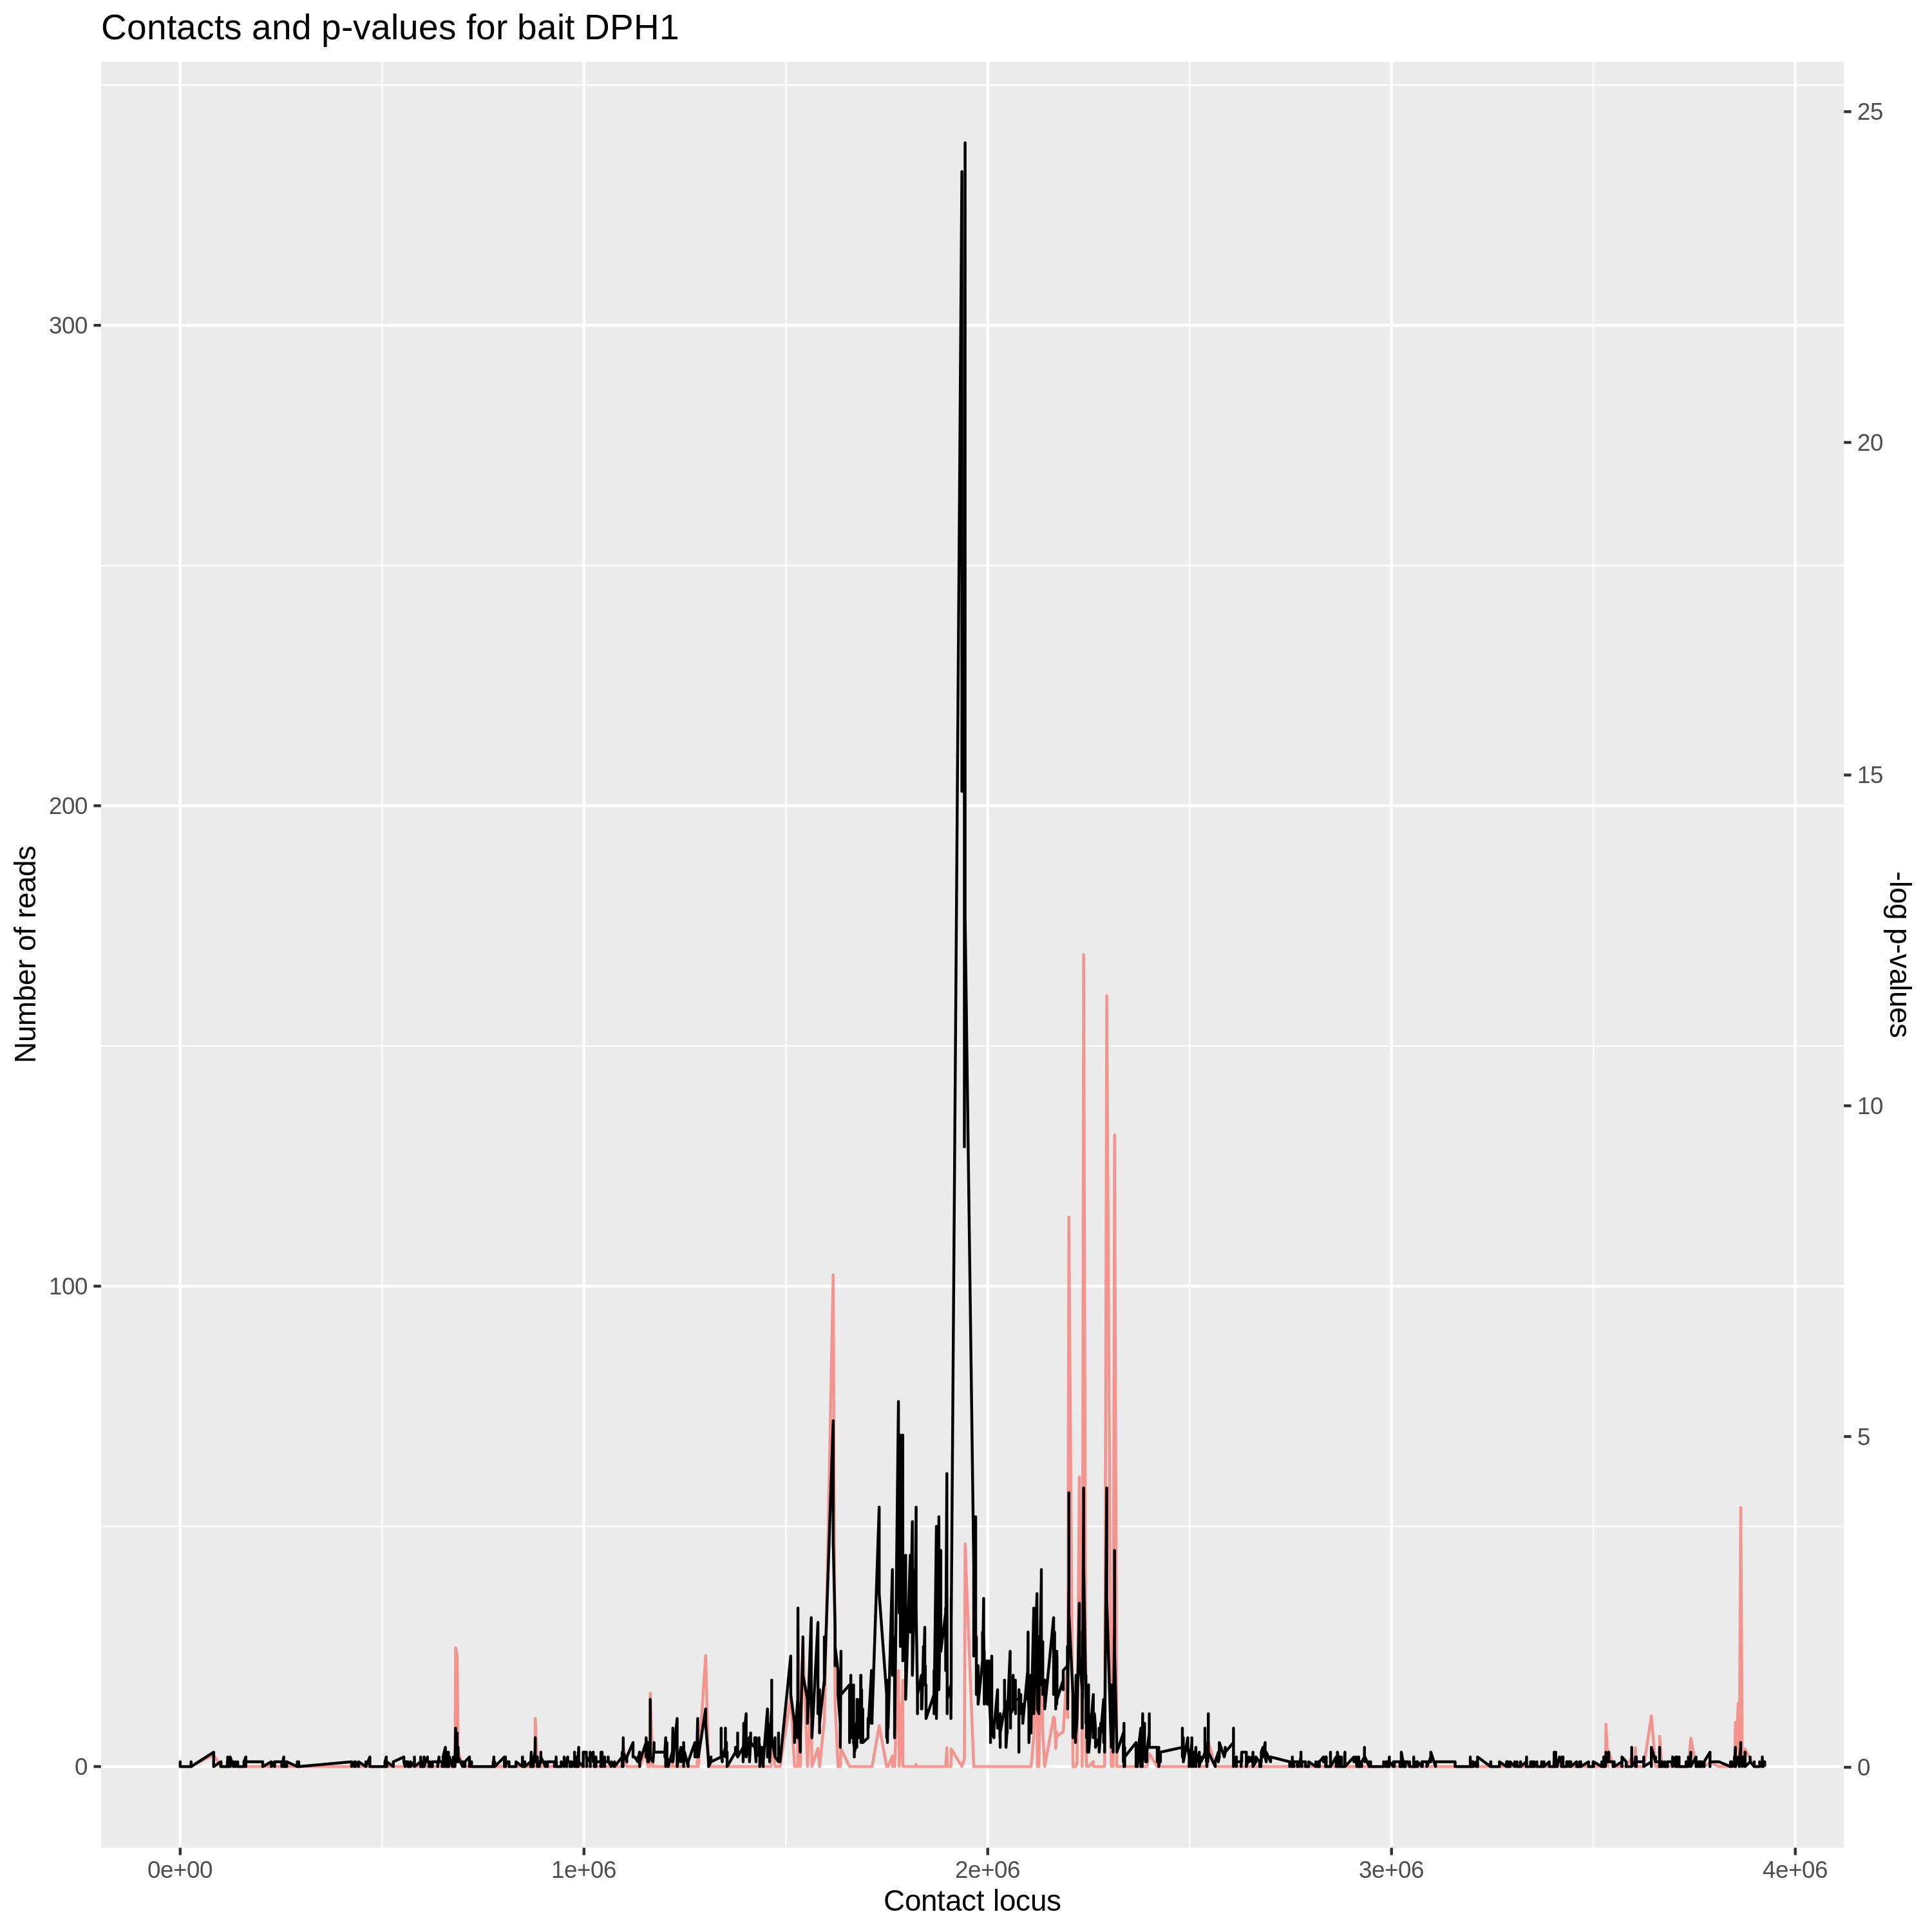 Contacts and p-values for bait DPH1
Number of reads
300
200
100
0
25
20
15
10
5
0
-log p-values
0e+00
1e+06
2e+06
3e+06
4e+06
Contact locus